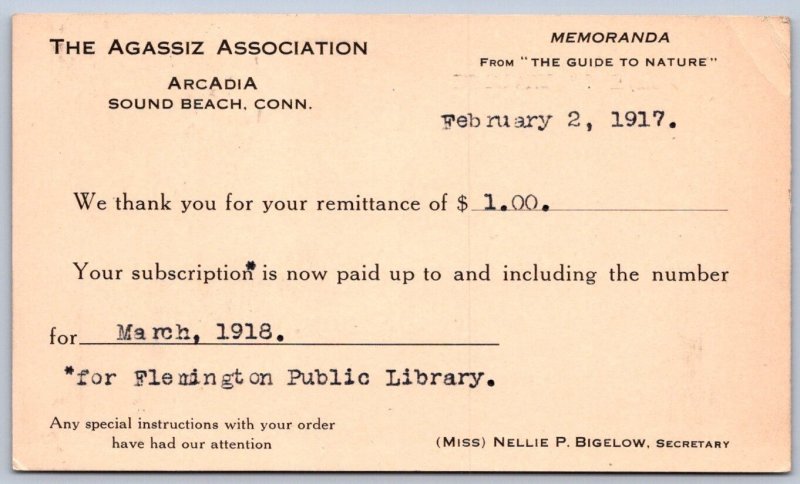 THE AGASSIZ ASSOCIATION
ARCADIA
SOUND BEACH, CONN.
MEMORANDA
FROM "THE GUIDE TO NATURE"
February 2, 1917.
We thank you for your remittance of $ 1.00.
Your subscription* is now paid up to and including the number
for March, 1918.
*for Flemington Public Library.
Any special instructions with your order
have had our attention
(MISS) NELLIE P. BIGELOW, SECRETARY